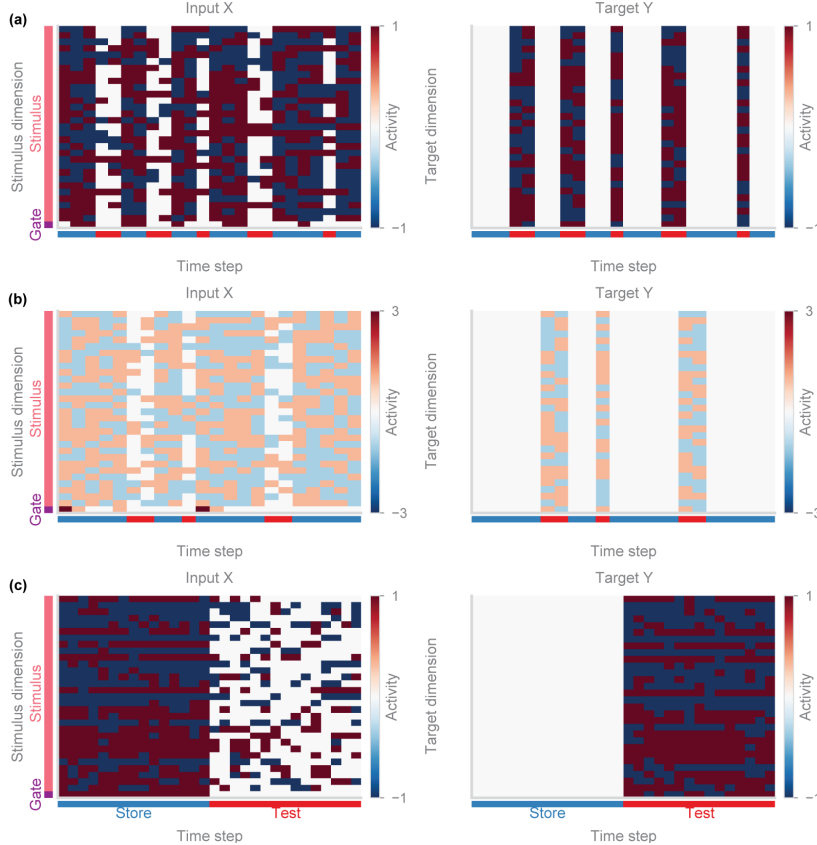 (a)
Input X
Target Y
Stimulus dimension
Stimulus
Gate
1
Activity
−1
Time step
Target dimension
1
Activity
−1
Time step
(b)
Input X
Target Y
Stimulus dimension
Stimulus
Gate
3
Activity
−3
Time step
Target dimension
3
Activity
−3
Time step
(c)
Input X
Target Y
Stimulus dimension
Stimulus
Gate
1
Activity
−1
Store
Test
Time step
Target dimension
1
Activity
−1
Store
Test
Time step